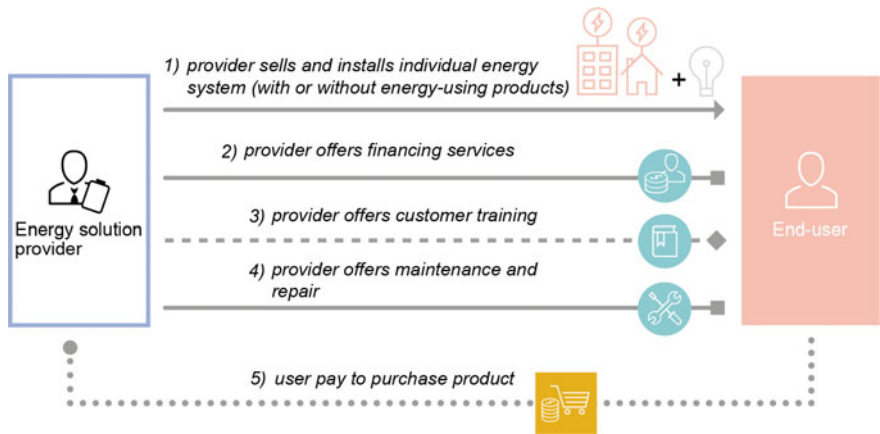 1) provider sells and installs individual energy
system (with or without energy-using products)
+
2) provider offers financing services
3) provider offers customer training
Energy solution
provider
End-user
4) provider offers maintenance and
repair
5) user pay to purchase product